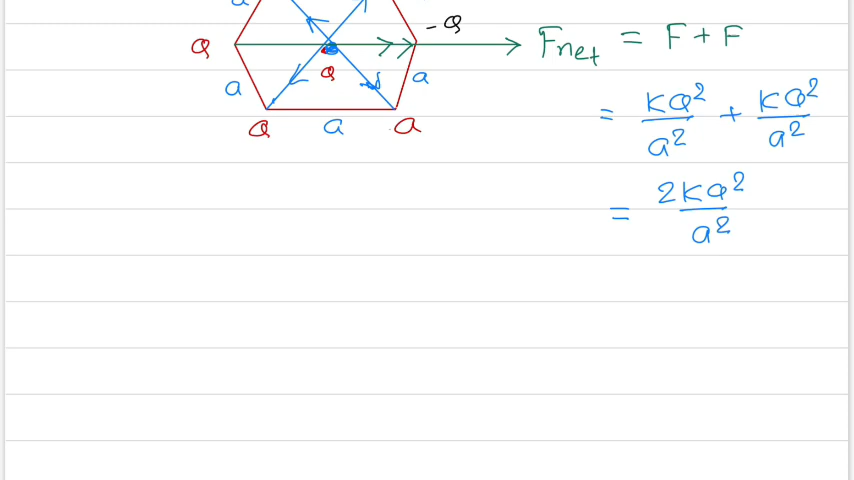 a
-Q
Q
Q
a
a
Q
a
Q
Fnet = F + F
= KQ²/a² + KQ²/a²
= 2KQ²/a²